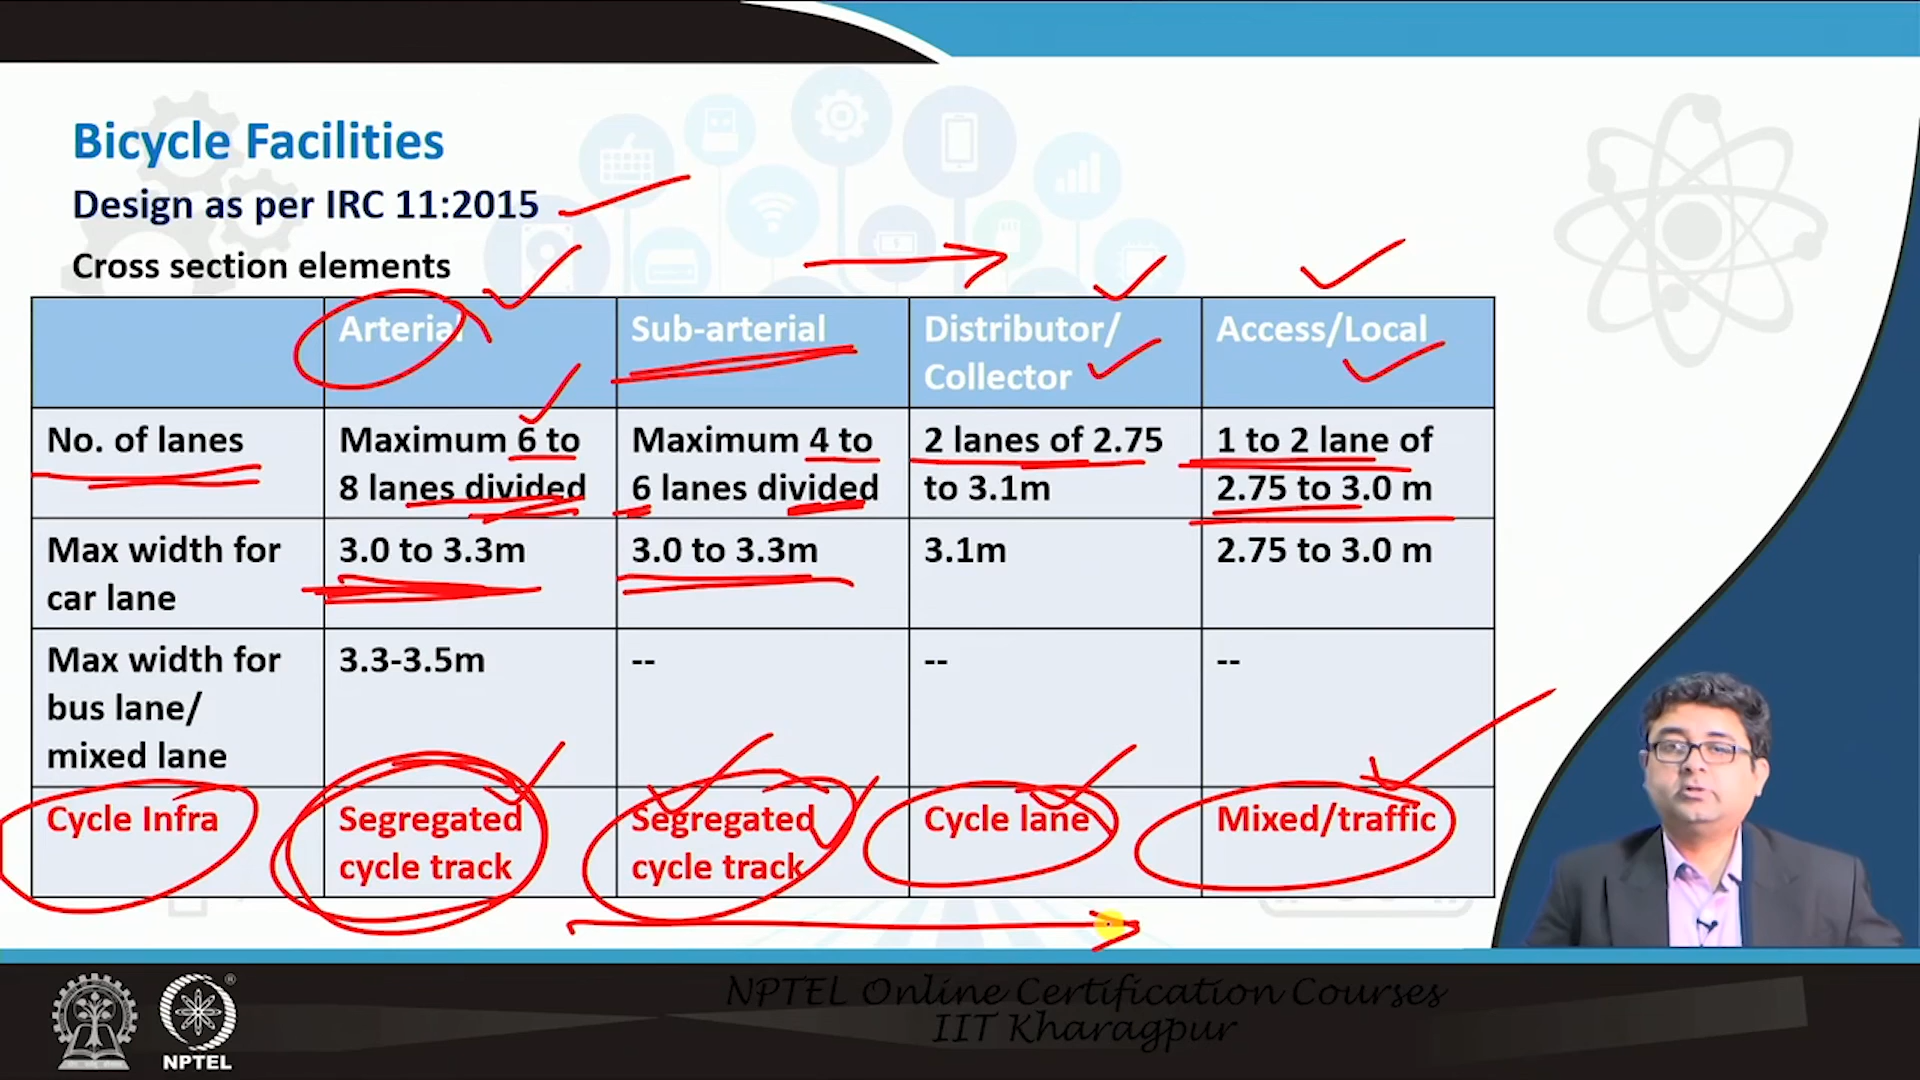 Bicycle Facilities
Design as per IRC 11:2015
Cross section elements
Arterial
Sub-arterial
Distributor/
Collector
Access/Local
No. of lanes
Maximum 6 to
8 lanes divided
Maximum 4 to
6 lanes divided
2 lanes of 2.75
to 3.1m
1 to 2 lane of
2.75 to 3.0 m
Max width for
car lane
3.0 to 3.3m
3.0 to 3.3m
3.1m
2.75 to 3.0 m
Max width for
bus lane/
mixed lane
3.3-3.5m
--
--
--
Cycle Infra
Segregated
cycle track
Segregated
cycle track
Cycle lane
Mixed/traffic
NPTEL Online Certification Courses
IIT Kharagpur
NPTEL